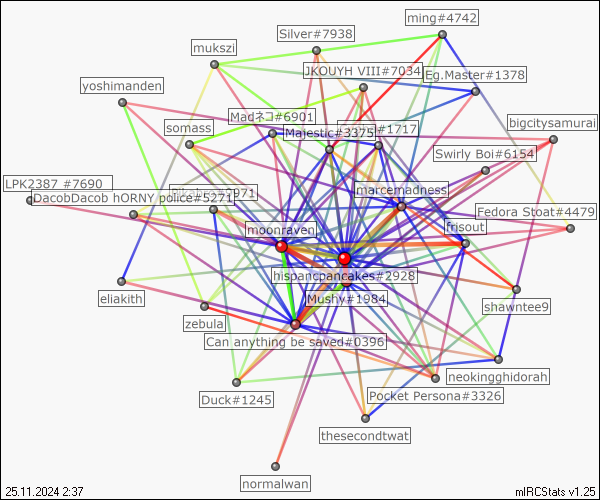 ming#4742
Silver#7938
mukszi
JKOUYH VIII#7034
Eg.Master#1378
yoshimanden
Madネコ#6901
bigcitysamurai
somass
Majestic#3375
#1717
Swirly Boi#6154
LPK2387 #7690
marcemadness
DacobDacob hORNY police#5271
Fedora Stoat#4479
moonraven
frisout
hispancpancakes#2928
eliakith
Mushy#1984
shawntee9
zebula
Can anything be saved#0396
neokingghidorah
Duck#1245
Pocket Persona#3326
thesecondtwat
normalwan
25.11.2024 2:37
mIRCStats v1.25